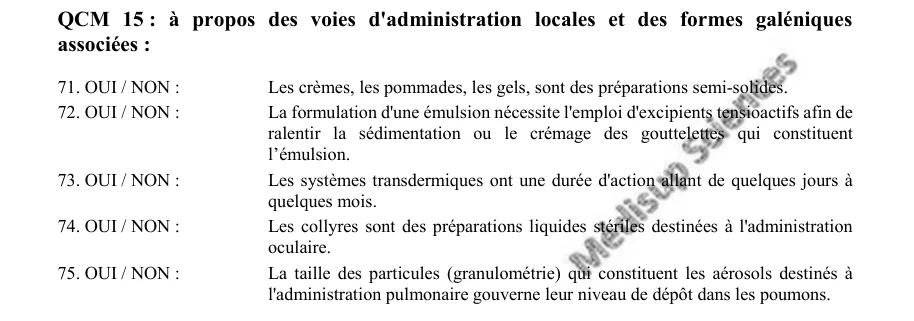 QCM 15 : à propos des voies d'administration locales et des formes galéniques
associées :
71. OUI / NON : Les crèmes, les pommades, les gels, sont des préparations semi-solides.
72. OUI / NON : La formulation d'une émulsion nécessite l'emploi d'excipients tensioactifs afin de
ralentir la sédimentation ou le crémage des gouttelettes qui constituent
l’émulsion.
73. OUI / NON : Les systèmes transdermiques ont une durée d'action allant de quelques jours à
quelques mois.
74. OUI / NON : Les collyres sont des préparations liquides stériles destinées à l'administration
oculaire.
75. OUI / NON : La taille des particules (granulométrie) qui constituent les aérosols destinés à
l'administration pulmonaire gouverne leur niveau de dépôt dans les poumons.
Médisup Sciences